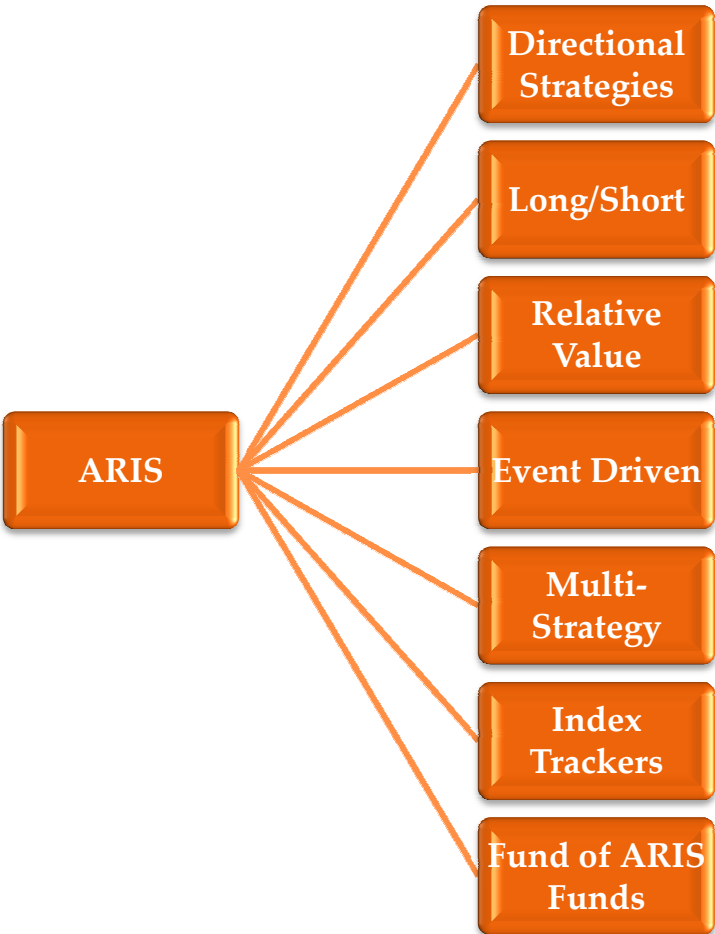 Directional
Strategies
Long/Short
Relative
Value
ARIS
Event Driven
Multi-
Strategy
Index
Trackers
Fund of ARIS
Funds